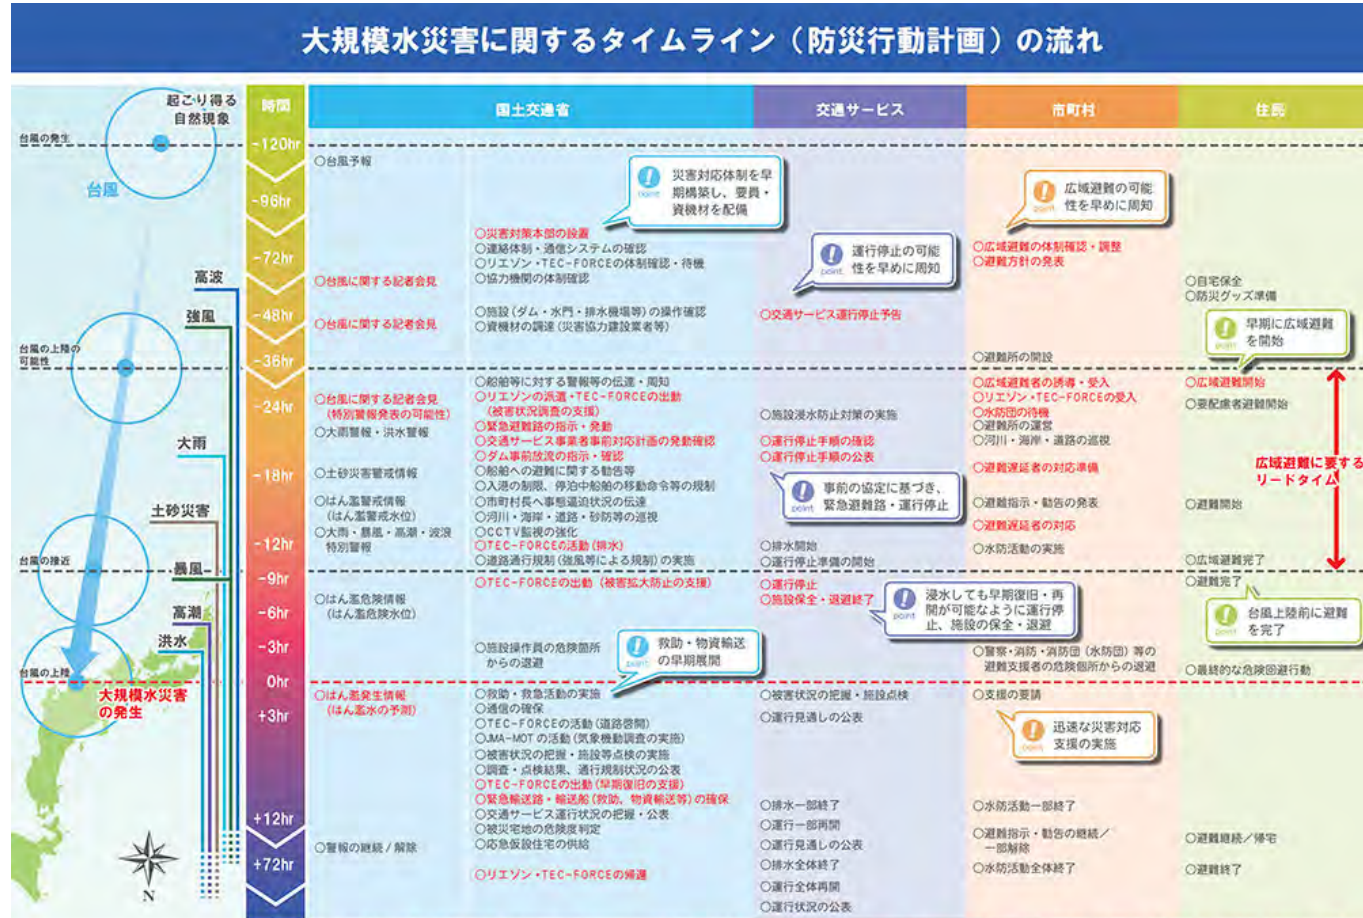 大規模水災害に関するタイムライン（防災行動計画）の流れ
起こり得る
自然現象
台風の発生
台風
高波
強風
台風の上陸の
可能性
大雨
土砂災害
台風の接近
暴風
高潮
洪水
台風の上陸
大規模水災害
の発生
N
時間
-120hr
-96hr
-72hr
-48hr
-36hr
-24hr
-18hr
-12hr
-9hr
-6hr
-3hr
0hr
+3hr
+12hr
+72hr
国土交通省
○台風予報
○台風に関する記者会見
○台風に関する記者会見
○台風に関する記者会見
（特別警報発表の可能性）
○大雨警報・洪水警報
○土砂災害警戒情報
○はん濫警戒情報
（はん濫警戒水位）
○大雨・暴風・高潮・波浪
特別警報
○はん濫危険情報
（はん濫危険水位）
○はん濫発生情報
（はん濫水の予測）
○警報の継続／解除
point
災害対応体制を早
期構築し、要員・
資機材を配備
○災害対策本部の設置
○連絡体制・通信システムの確認
○リエゾン・TEC-FORCEの体制確認・待機
○協力機関の体制確認
○施設（ダム・水門・排水機場等）の操作確認
○資機材の調達（災害協力建設業者等）
○船舶等に対する警報等の伝達・周知
○リエゾンの派遣・TEC-FORCEの出動
（被害状況調査の支援）
○緊急避難路の指示・発動
○交通サービス事業者事前対応計画の発動確認
○ダム事前放流の指示・確認
○船舶への避難に関する勧告等
○入港の制限、停泊中船舶の移動命令等の規制
○市町村長へ事態逼迫状況の伝達
○河川・海岸・道路・砂防等の巡視
○CCTV監視の強化
○TEC-FORCEの活動（排水）
○道路通行規制（強風等による規制）の実施
○TEC-FORCEの出動（被害拡大防止の支援）
○施設操作員の危険箇所
からの退避
point
救助・物資輸送
の早期展開
○救助・救急活動の実施
○通信の確保
○TEC-FORCEの活動（道路啓開）
○JMA-MOTの活動（気象機動調査の実施）
○被害状況の把握・施設等点検の実施
○調査・点検結果、通行規制状況の公表
○TEC-FORCEの出動（早期復旧の支援）
○緊急輸送路・輸送船（救助、物資輸送等）の確保
○交通サービス運行状況の把握・公表
○被災宅地の危険度判定
○応急仮設住宅の供給
○リエゾン・TEC-FORCEの帰還
交通サービス
point
運行停止の可能
性を早めに周知
○交通サービス運行停止予告
○施設浸水防止対策の実施
○運行停止手順の確認
○運行停止手順の公表
point
事前の協定に基づき、
緊急避難路・運行停止
○排水開始
○運行停止準備の開始
○運行停止
○施設保全・退避終了
point
浸水しても早期復旧・再
開が可能なように運行停
止、施設の保全・退避
○被害状況の把握・施設点検
○運行見通しの公表
○排水一部終了
○運行一部再開
○運行見通しの公表
○排水全体終了
○運行全体再開
○運行状況の公表
市町村
point
広域避難の可能
性を早めに周知
○広域避難の体制確認・調整
○避難方針の発表
○避難所の開設
○広域避難者の誘導・受入
○リエゾン・TEC-FORCEの受入
○水防団の待機
○避難所の運営
○河川・海岸・道路の巡視
○避難遅延者の対応準備
○避難指示・勧告の発表
○避難遅延者の対応
○水防活動の実施
○警察・消防・消防団（水防団）等の
避難支援者の危険個所からの退避
○支援の要請
point
迅速な災害対応
支援の実施
○水防活動一部終了
○避難指示・勧告の継続／
一部解除
○水防活動全体終了
住民
○自宅保全
○防災グッズ準備
point
早期に広域避難
を開始
○広域避難開始
○要配慮者避難開始
広域避難に要する
リードタイム
○避難開始
○広域避難完了
○避難完了
point
台風上陸前に避難
を完了
○最終的な危険回避行動
○避難継続／帰宅
○避難終了